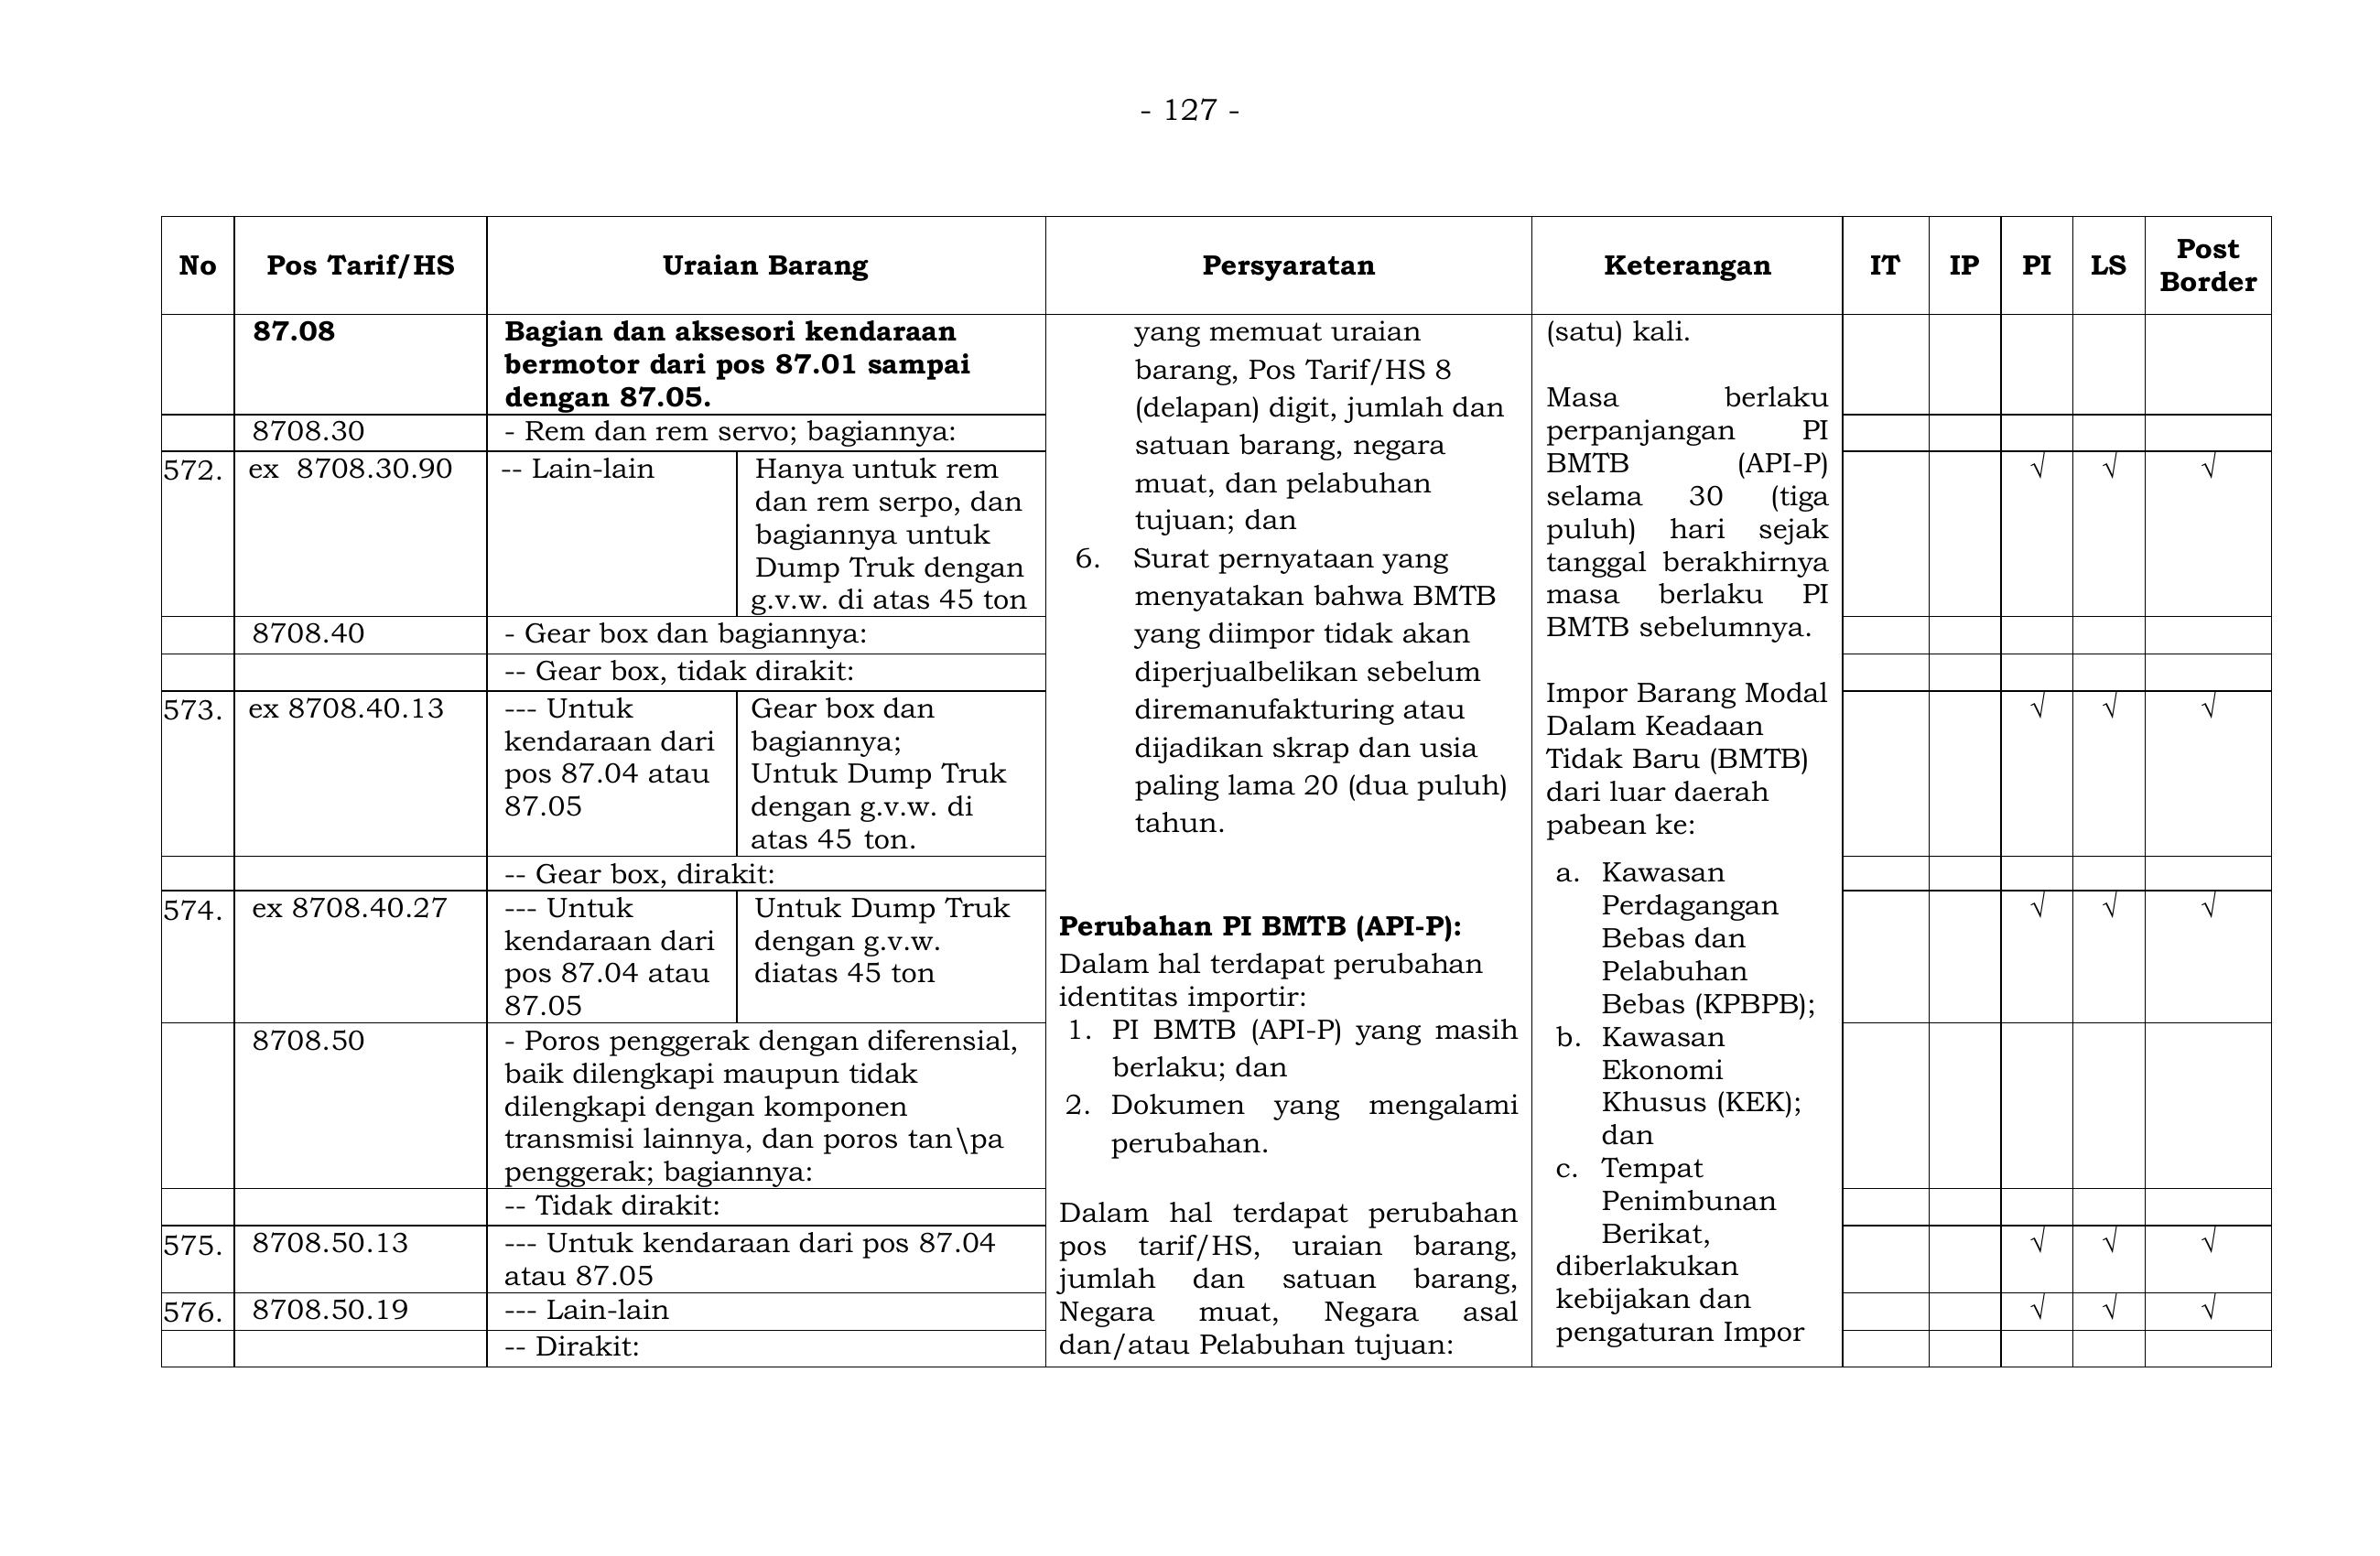 - 127 -
No Pos Tarif/HS Uraian Barang Persyaratan Keterangan IT IP PI LS Post Border
87.08 Bagian dan aksesori kendaraan
bermotor dari pos 87.01 sampai
dengan 87.05.
8708.30 - Rem dan rem servo; bagiannya:
572. ex 8708.30.90 -- Lain-lain Hanya untuk rem
dan rem serpo, dan
bagiannya untuk
Dump Truk dengan
g.v.w. di atas 45 ton
√ √ √
8708.40 - Gear box dan bagiannya:
-- Gear box, tidak dirakit:
573. ex 8708.40.13 --- Untuk
kendaraan dari
pos 87.04 atau
87.05
Gear box dan
bagiannya;
Untuk Dump Truk
dengan g.v.w. di
atas 45 ton.
√ √ √
-- Gear box, dirakit:
574. ex 8708.40.27 --- Untuk
kendaraan dari
pos 87.04 atau
87.05
Untuk Dump Truk
dengan g.v.w.
diatas 45 ton
√ √ √
8708.50 - Poros penggerak dengan diferensial,
baik dilengkapi maupun tidak
dilengkapi dengan komponen
transmisi lainnya, dan poros tan\pa
penggerak; bagiannya:
-- Tidak dirakit:
575. 8708.50.13 --- Untuk kendaraan dari pos 87.04
atau 87.05
√ √ √
576. 8708.50.19 --- Lain-lain √ √ √
-- Dirakit:
yang memuat uraian
barang, Pos Tarif/HS 8
(delapan) digit, jumlah dan
satuan barang, negara
muat, dan pelabuhan
tujuan; dan
6. Surat pernyataan yang
menyatakan bahwa BMTB
yang diimpor tidak akan
diperjualbelikan sebelum
diremanufakturing atau
dijadikan skrap dan usia
paling lama 20 (dua puluh)
tahun.
Perubahan PI BMTB (API-P):
Dalam hal terdapat perubahan
identitas importir:
1. PI BMTB (API-P) yang masih
berlaku; dan
2. Dokumen yang mengalami
perubahan.
Dalam hal terdapat perubahan
pos tarif/HS, uraian barang,
jumlah dan satuan barang,
Negara muat, Negara asal
dan/atau Pelabuhan tujuan:
(satu) kali.
Masa berlaku
perpanjangan PI
BMTB (API-P)
selama 30 (tiga
puluh) hari sejak
tanggal berakhirnya
masa berlaku PI
BMTB sebelumnya.
Impor Barang Modal
Dalam Keadaan
Tidak Baru (BMTB)
dari luar daerah
pabean ke:
a. Kawasan
Perdagangan
Bebas dan
Pelabuhan
Bebas (KPBPB);
b. Kawasan
Ekonomi
Khusus (KEK);
dan
c. Tempat
Penimbunan
Berikat,
diberlakukan
kebijakan dan
pengaturan Impor